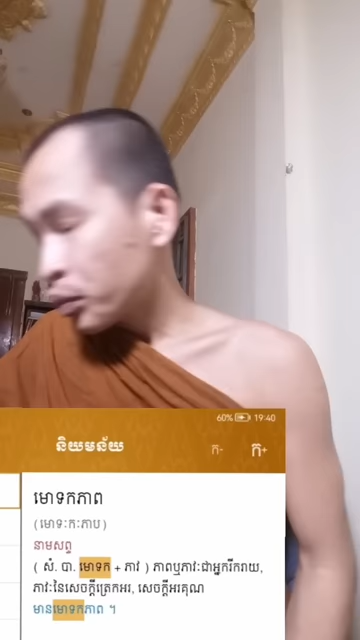 60% 19:40
និយមន័យ
ក- ក+
មោទកភាព
(មោទៈកៈភាប)
នាមសព្ទ
( សំ. បា. មោទក + ភាវ ) ភាពឬភាវៈជាអ្នករីករាយ,
ភាវៈនៃសេចក្ដីត្រេកអរ, សេចក្ដីអរគុណ
មានមោទកភាព ។